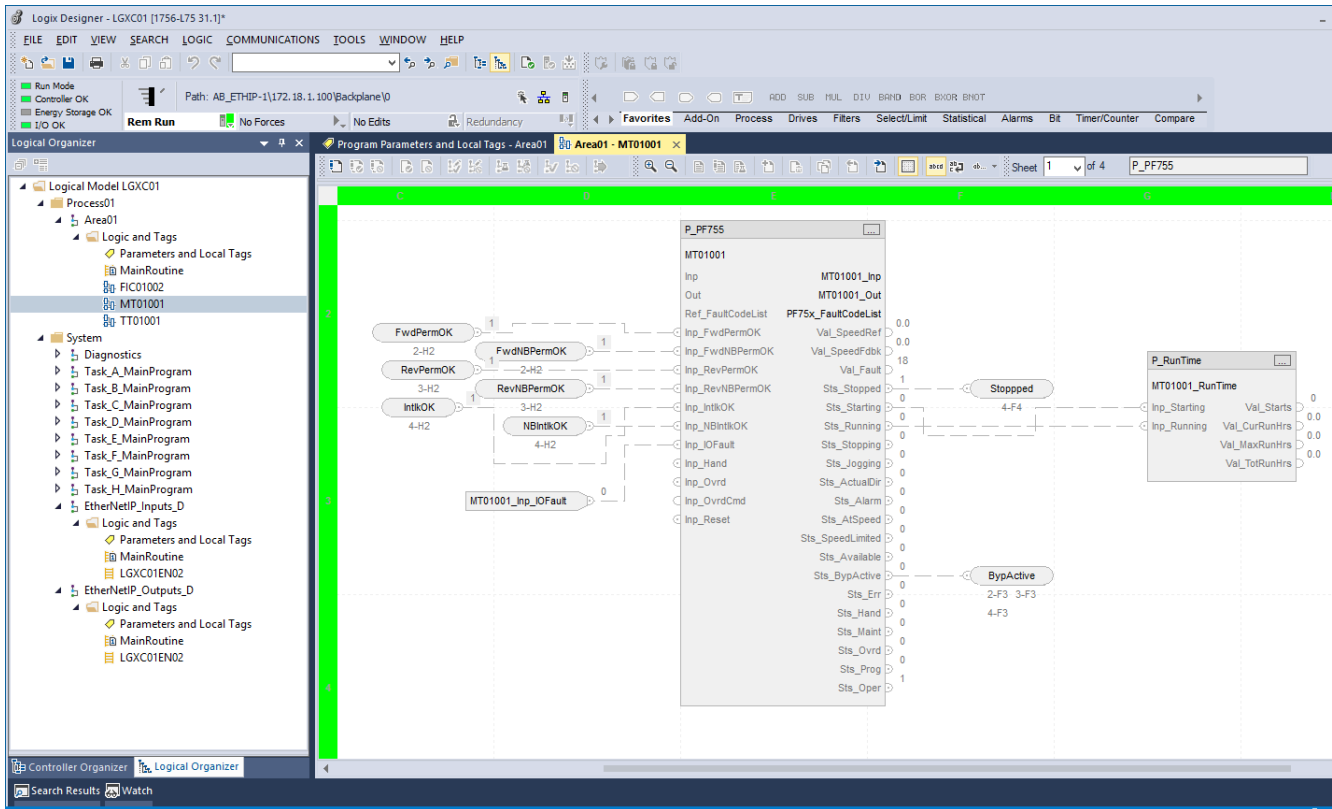 Logix Designer - LGXC01 [1756-L75 31.1]*
FILE EDIT VIEW SEARCH LOGIC COMMUNICATIONS TOOLS WINDOW HELP
Run Mode
Controller OK
Energy Storage OK
I/O OK
Path: AB_ETHIP-1\172.18.1.100\Backplane\0
Rem Run No Forces No Edits Redundancy
ADD SUB MUL DIV BAND BOR BXOR BNOT
Favorites Add-On Process Drives Filters Select/Limit Statistical Alarms Bit Timer/Counter Compare
Logical Organizer
Program Parameters and Local Tags - Area01 Area01 - MT01001
Sheet 1 of 4 P_PF755
Logical Model LGXC01
Process01
Area01
Logic and Tags
Parameters and Local Tags
MainRoutine
FIC01002
MT01001
TT01001
System
Diagnostics
Task_A_MainProgram
Task_B_MainProgram
Task_C_MainProgram
Task_D_MainProgram
Task_E_MainProgram
Task_F_MainProgram
Task_G_MainProgram
Task_H_MainProgram
EtherNetIP_Inputs_D
Logic and Tags
Parameters and Local Tags
MainRoutine
LGXC01EN02
EtherNetIP_Outputs_D
Logic and Tags
Parameters and Local Tags
MainRoutine
LGXC01EN02
Controller Organizer Logical Organizer
Search Results Watch
C D E F G
2
3
4
FwdPermOK 1
2-H2
FwdNBPermOK 1
2-H2
RevPermOK 1
3-H2
RevNBPermOK 1
3-H2
IntlkOK 1
4-H2
NBIntlkOK 1
4-H2
MT01001_Inp_IOFault 0
P_PF755 ...
MT01001
Inp MT01001_Inp
Out MT01001_Out
Ref_FaultCodeList PF75x_FaultCodeList
Inp_FwdPermOK Val_SpeedRef 0.0
Inp_FwdNBPermOK Val_SpeedFdbk 0.0
Inp_RevPermOK Val_Fault 18
Inp_RevNBPermOK Sts_Stopped 1
Inp_IntlkOK Sts_Starting 0
Inp_NBIntlkOK Sts_Running 0
Inp_IOFault Sts_Stopping 0
Inp_Hand Sts_Jogging 0
Inp_Ovrd Sts_ActualDir 0
Inp_OvrdCmd Sts_Alarm 0
Inp_Reset Sts_AtSpeed 0
Sts_SpeedLimited 0
Sts_Available 0
Sts_BypActive 0
Sts_Err 0
Sts_Hand 0
Sts_Maint 0
Sts_Ovrd 0
Sts_Prog 0
Sts_Oper 1
Stoppped
4-F4
BypActive
2-F3 3-F3
4-F3
P_RunTime ...
MT01001_RunTime
Inp_Starting Val_Starts 0
Inp_Running Val_CurRunHrs 0.0
Val_MaxRunHrs 0.0
Val_TotRunHrs 0.0